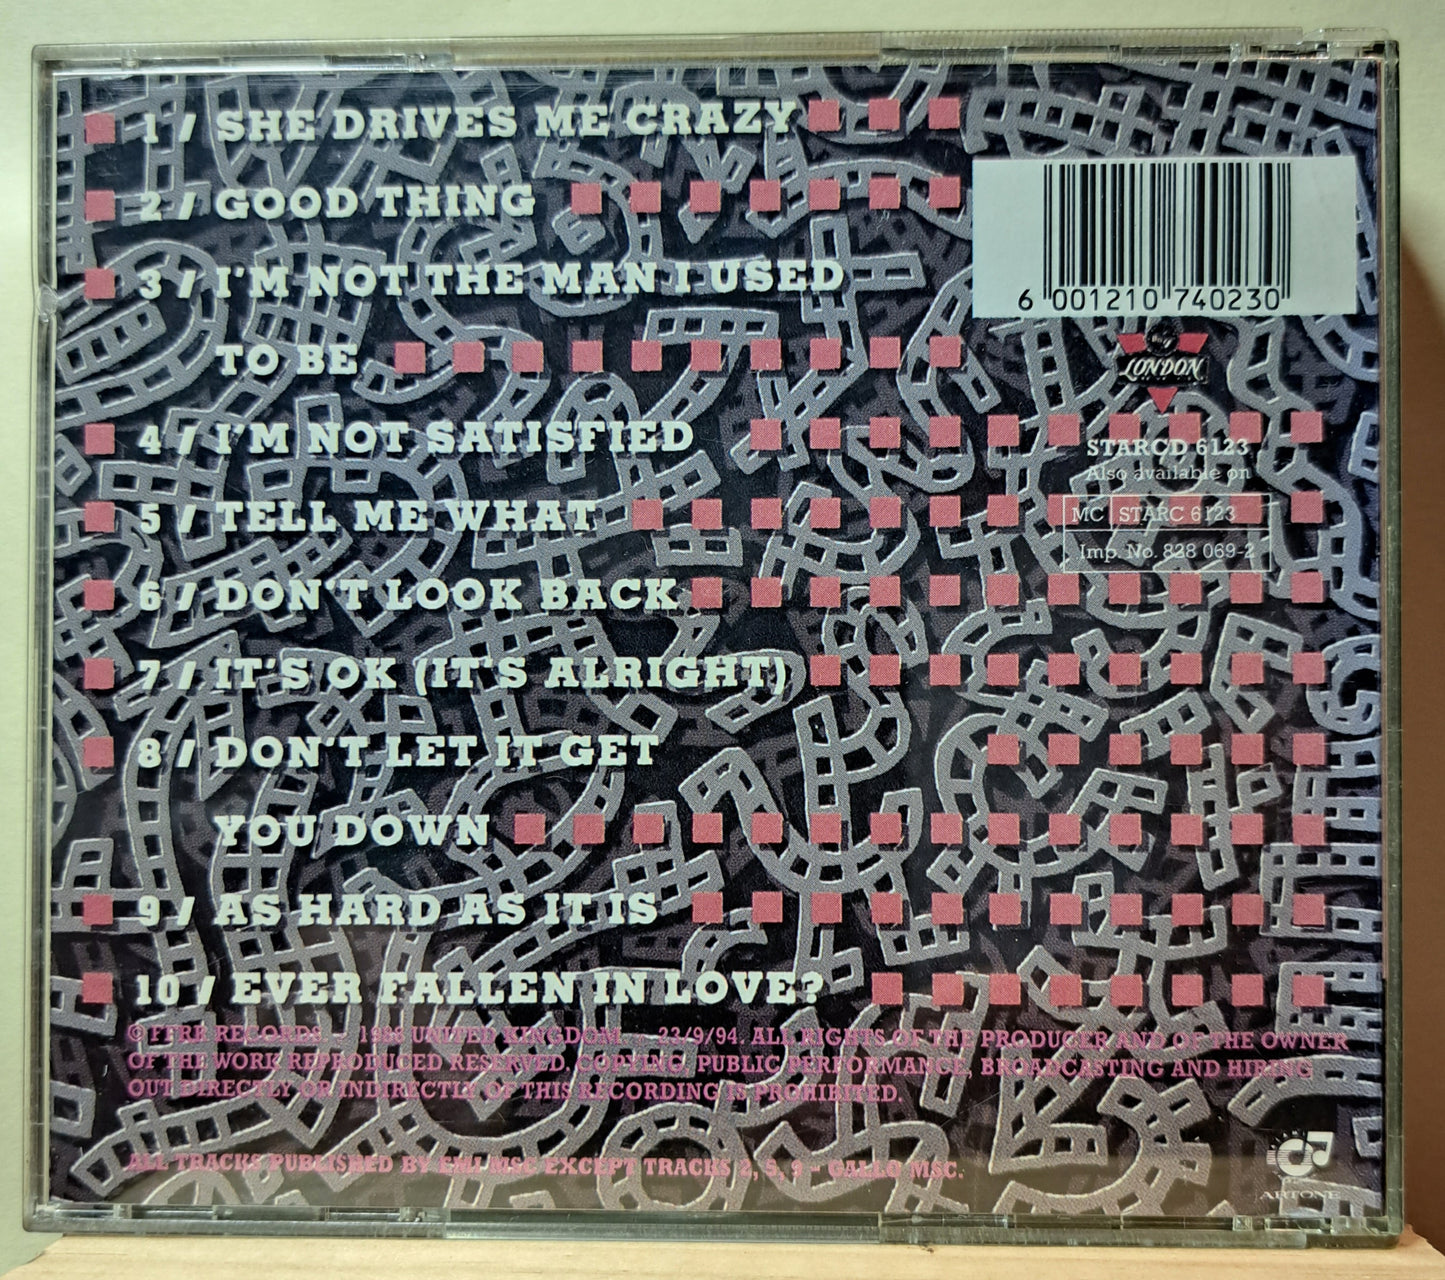 1 / SHE DRIVES ME CRAZY
2 / GOOD THING
3 / I'M NOT THE MAN I USED
TO BE
4 / I'M NOT SATISFIED
5 / TELL ME WHAT
6 / DON'T LOOK BACK
7 / IT'S OK (IT'S ALRIGHT)
8 / DON'T LET IT GET
YOU DOWN
9 / AS HARD AS IT IS
10 / EVER FALLEN IN LOVE?
6 001210 740230
LONDON
STARCD 6123
Also available on
MC STARC 6123
Imp. No. 828 069-2
© FFRR RECORDS - 1988 UNITED KINGDOM - 23/9/94. ALL RIGHTS OF THE PRODUCER AND OF THE OWNER
OF THE WORK REPRODUCED RESERVED. COPYING, PUBLIC PERFORMANCE, BROADCASTING AND HIRING
OUT DIRECTLY OR INDIRECTLY OF THIS RECORDING IS PROHIBITED.
ALL TRACKS PUBLISHED BY EMI MSC EXCEPT TRACKS 2, 5, 9 - GALLO MSC.
ARTONE